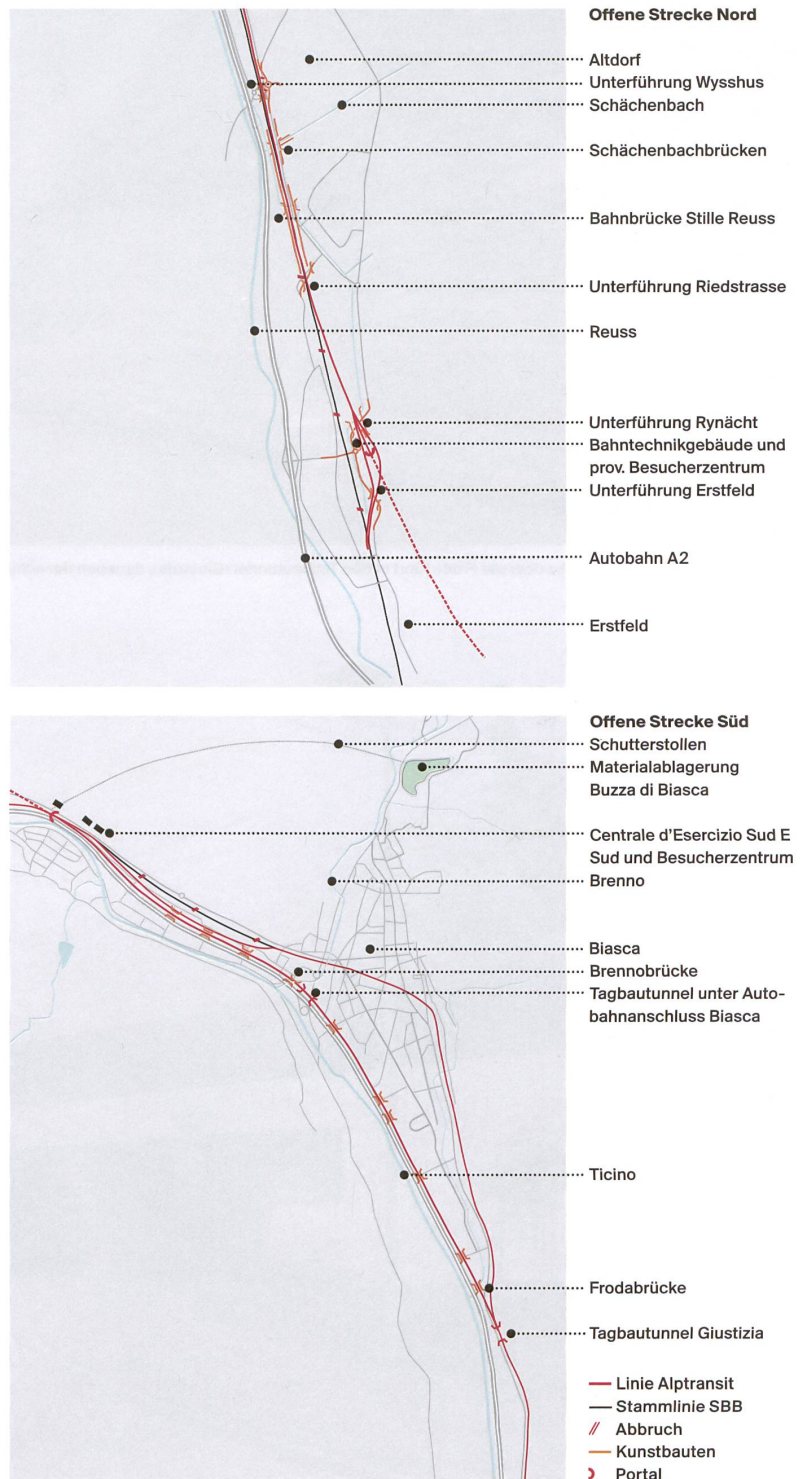 Offene Strecke Nord
Altdorf
Unterführung Wysshus
Schächenbach
Schächenbachbrücken
Bahnbrücke Stille Reuss
Unterführung Riedstrasse
Reuss
Unterführung Rynächt
Bahntechnikgebäude und
prov. Besucherzentrum
Unterführung Erstfeld
Autobahn A2
Erstfeld
Offene Strecke Süd
Schutterstollen
Materialablagerung
Buzza di Biasca
Centrale d'Esercizio Sud E
Sud und Besucherzentrum
Brenno
Biasca
Brennobrücke
Tagbautunnel unter Auto-
bahnanschluss Biasca
Ticino
Frodabrücke
Tagbautunnel Giustizia
Linie Alptransit
Stammlinie SBB
Abbruch
Kunstbauten
Portal